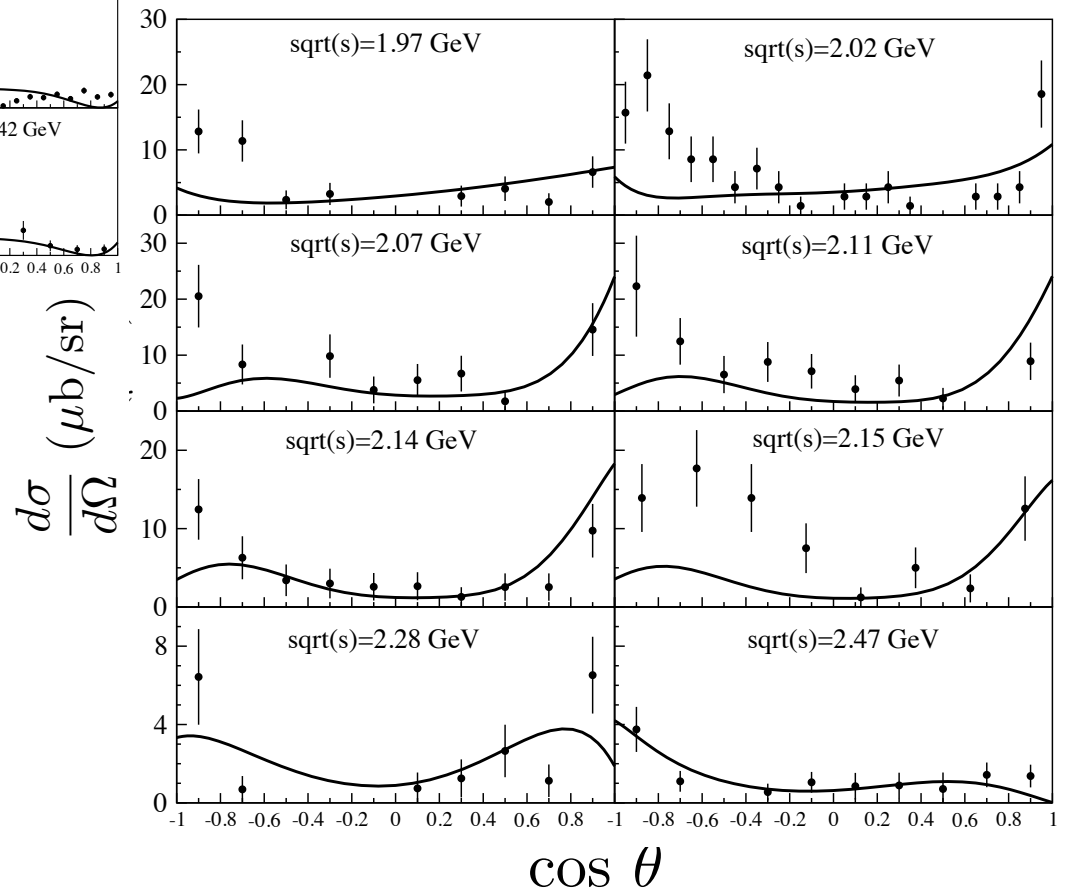 30
20
10
0
sqrt(s)=1.97 GeV
sqrt(s)=2.02 GeV
42 GeV
0.2 0.4 0.6 0.8 1
30
20
10
0
sqrt(s)=2.07 GeV
sqrt(s)=2.11 GeV
20
10
0
sqrt(s)=2.14 GeV
sqrt(s)=2.15 GeV
8
4
0
sqrt(s)=2.28 GeV
sqrt(s)=2.47 GeV
-1 -0.8 -0.6 -0.4 -0.2 0 0.2 0.4 0.6 0.8 -1 -0.8 -0.6 -0.4 -0.2 0 0.2 0.4 0.6 0.8 1
dσ/dΩ (μb/sr)
cos θ